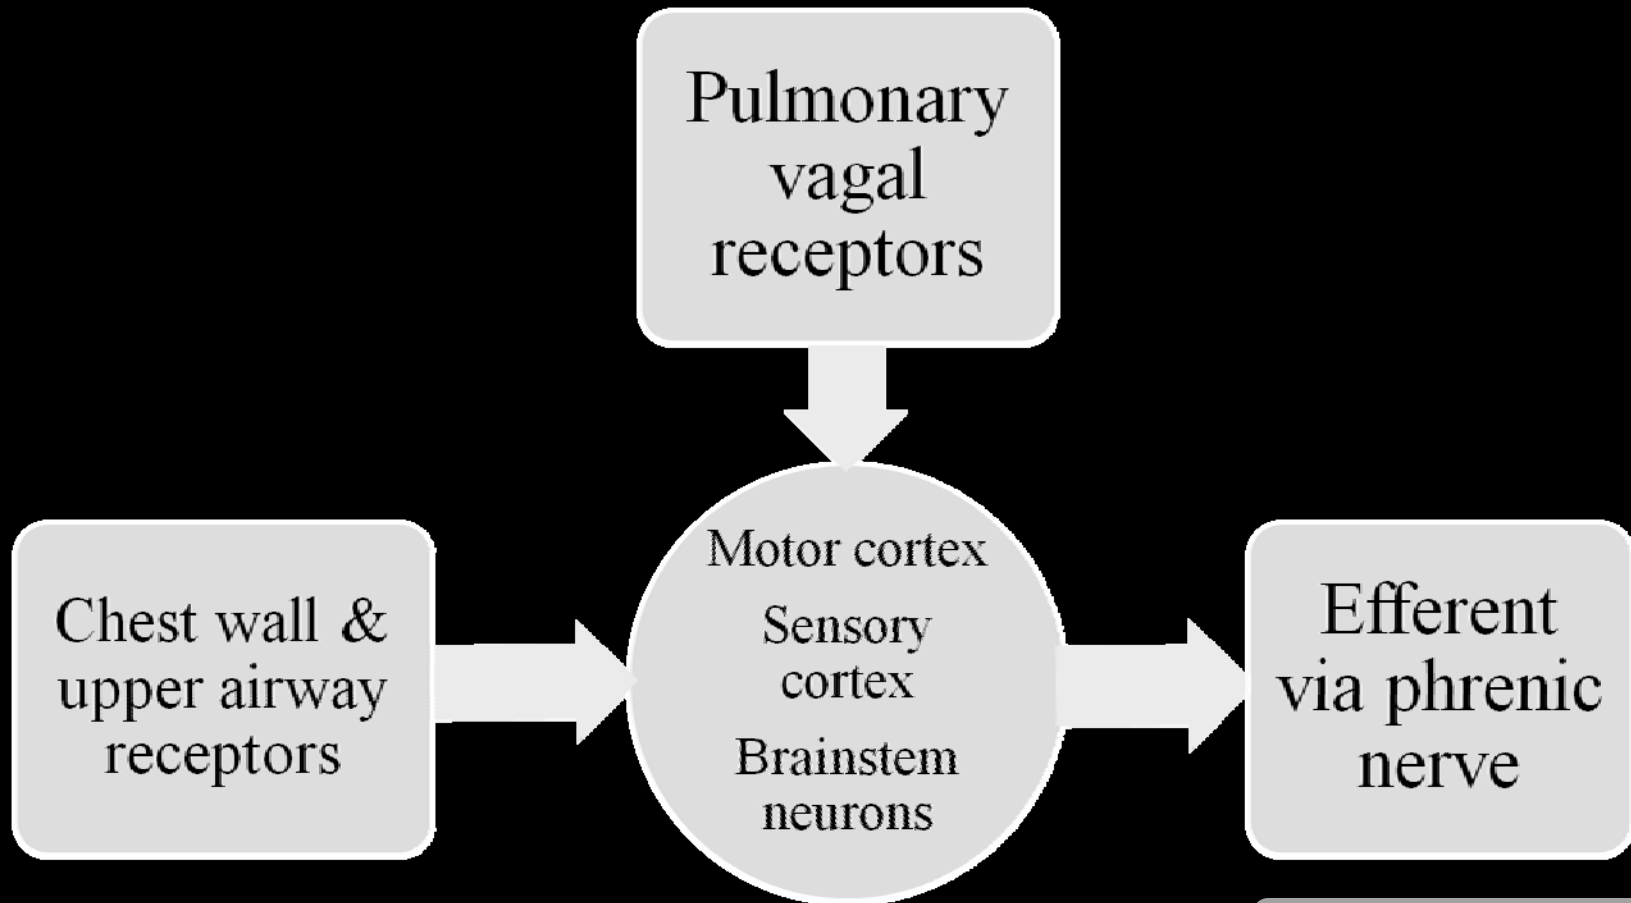 Pulmonary
vagal
receptors
Chest wall &
upper airway
receptors
Motor cortex
Sensory
cortex
Brainstem
neurons
Efferent
via phrenic
nerve